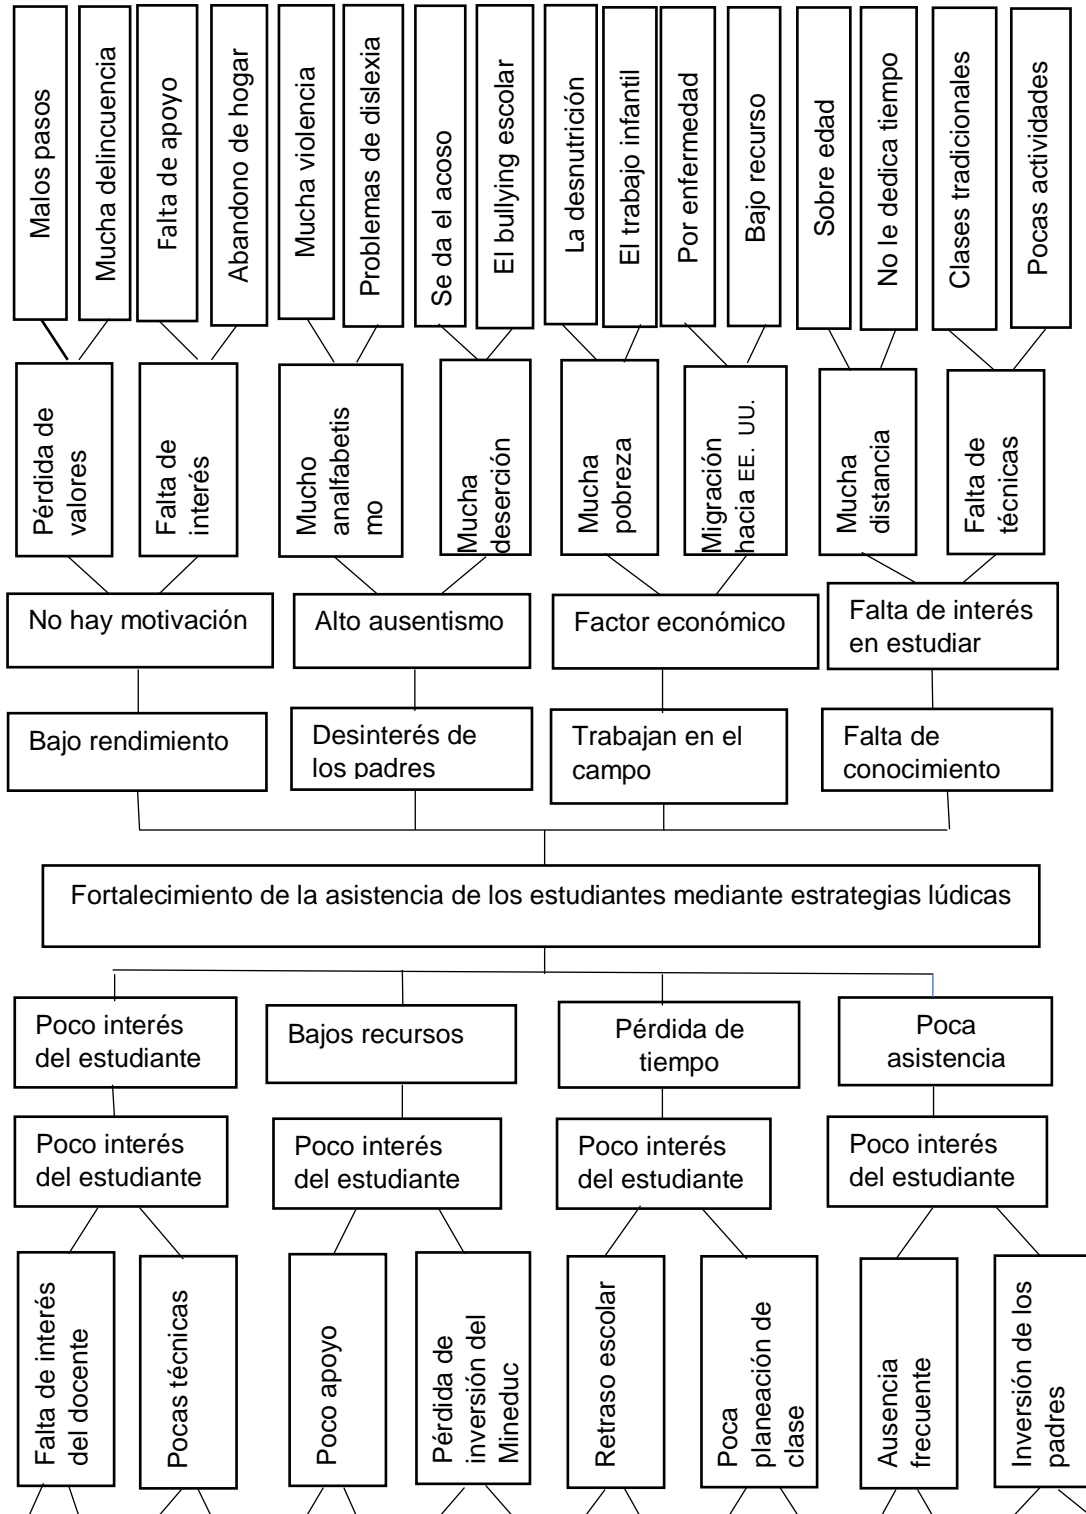 Malos pasos
Mucha delincuencia
Falta de apoyo
Abandono de hogar
Mucha violencia
Problemas de dislexia
Se da el acoso
El bullying escolar
La desnutrición
El trabajo infantil
Por enfermedad
Bajo recurso
Sobre edad
No le dedica tiempo
Clases tradicionales
Pocas actividades
Pérdida de
valores
Falta de
interés
Mucho
analfabetis
mo
Mucha
deserción
Mucha
pobreza
Migración
hacia EE. UU.
Mucha
distancia
Falta de
técnicas
No hay motivación
Alto ausentismo
Factor económico
Falta de interés
en estudiar
Bajo rendimiento
Desinterés de
los padres
Trabajan en el
campo
Falta de
conocimiento
Fortalecimiento de la asistencia de los estudiantes mediante estrategias lúdicas
Poco interés
del estudiante
Bajos recursos
Pérdida de
tiempo
Poca
asistencia
Poco interés
del estudiante
Poco interés
del estudiante
Poco interés
del estudiante
Poco interés
del estudiante
Falta de interés
del docente
Pocas técnicas
Poco apoyo
Pérdida de
inversión del
Mineduc
Retraso escolar
Poca
planeación de
clase
Ausencia
frecuente
Inversión de los
padres